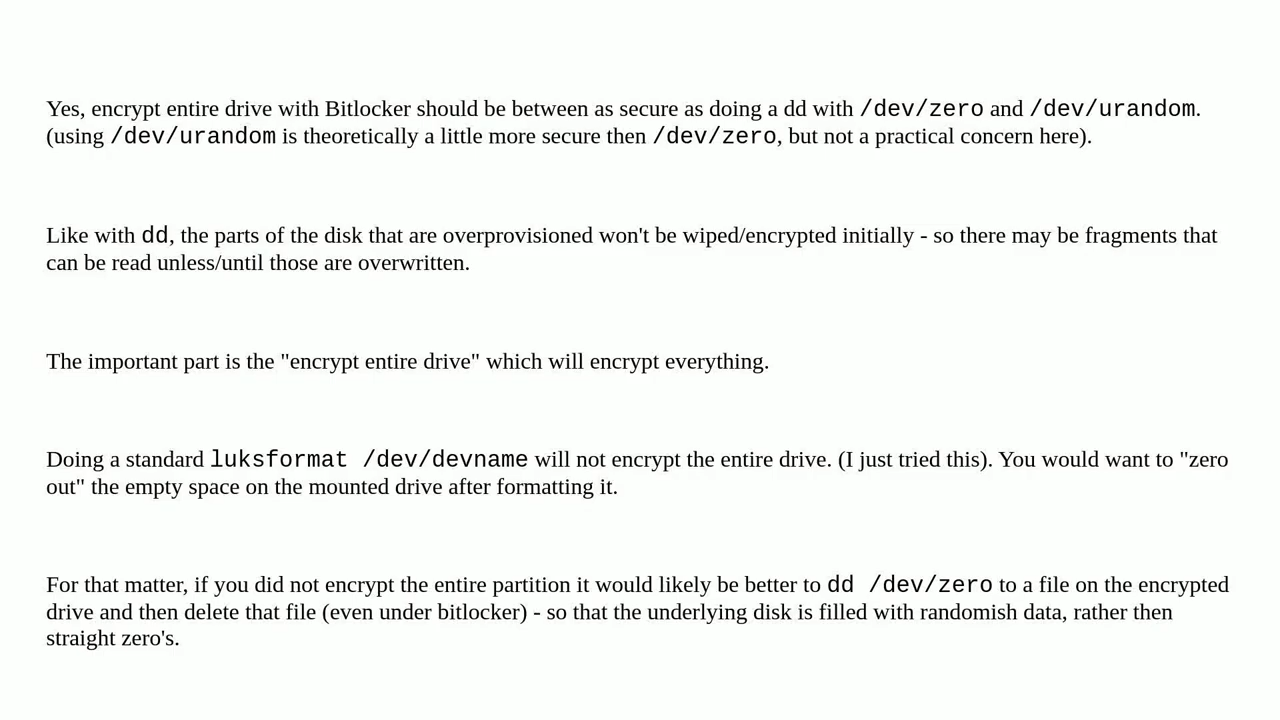 Yes, encrypt entire drive with Bitlocker should be between as secure as doing a dd with /dev/zero and /dev/urandom.
(using /dev/urandom is theoretically a little more secure then /dev/zero, but not a practical concern here).
Like with dd, the parts of the disk that are overprovisioned won't be wiped/encrypted initially - so there may be fragments that
can be read unless/until those are overwritten.
The important part is the "encrypt entire drive" which will encrypt everything.
Doing a standard luksformat /dev/devname will not encrypt the entire drive. (I just tried this). You would want to "zero
out" the empty space on the mounted drive after formatting it.
For that matter, if you did not encrypt the entire partition it would likely be better to dd /dev/zero to a file on the encrypted
drive and then delete that file (even under bitlocker) - so that the underlying disk is filled with randomish data, rather then
straight zero's.